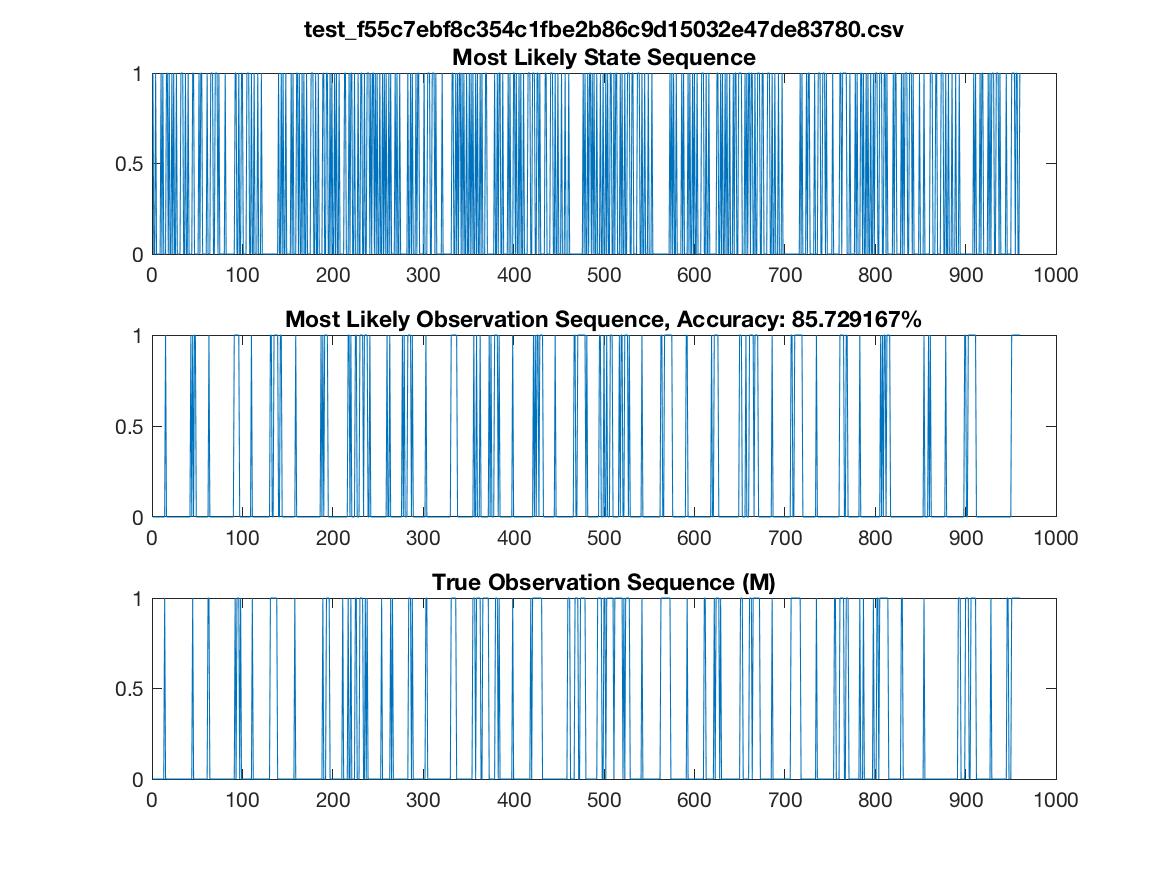 test_f55c7ebf8c354c1fbe2b86c9d15032e47de83780.csv
Most Likely State Sequence
1
0.5
0
0 100 200 300 400 500 600 700 800 900 1000
Most Likely Observation Sequence, Accuracy: 85.729167%
1
0.5
0
0 100 200 300 400 500 600 700 800 900 1000
True Observation Sequence (M)
1
0.5
0
0 100 200 300 400 500 600 700 800 900 1000